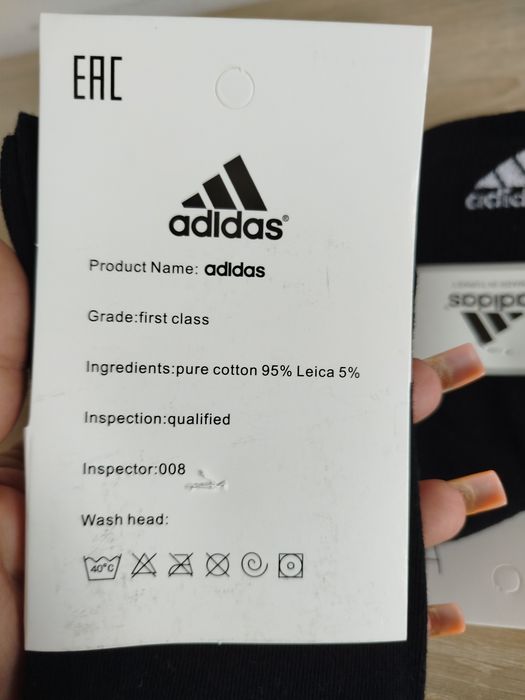 EAC
adidas®
Product Name: adidas
Grade:first class
Ingredients:pure cotton 95% Leica 5%
Inspection:qualified
Inspector:008
Wash head:
40°C
adidas